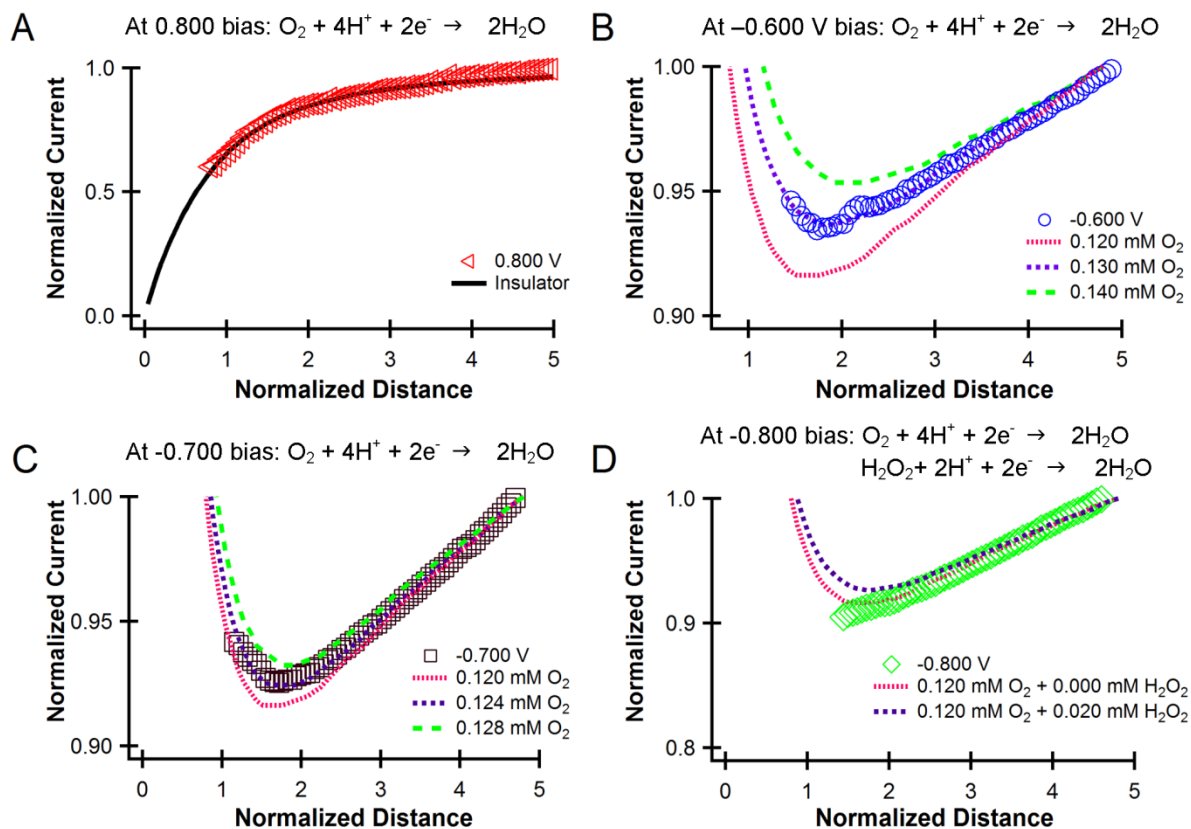 A
At 0.800 bias: O₂ + 4H⁺ + 2e⁻ → 2H₂O
Normalized Current
1.0
0.5
0.0
0.800 V
Insulator
0 1 2 3 4 5
Normalized Distance
B
At –0.600 V bias: O₂ + 4H⁺ + 2e⁻ → 2H₂O
Normalized Current
1.00
0.95
0.90
-0.600 V
0.120 mM O₂
0.130 mM O₂
0.140 mM O₂
1 2 3 4 5
Normalized Distance
C
At -0.700 bias: O₂ + 4H⁺ + 2e⁻ → 2H₂O
Normalized Current
1.00
0.95
0.90
-0.700 V
0.120 mM O₂
0.124 mM O₂
0.128 mM O₂
0 1 2 3 4 5
Normalized Distance
D
At -0.800 bias: O₂ + 4H⁺ + 2e⁻ → 2H₂O
H₂O₂+ 2H⁺ + 2e⁻ → 2H₂O
Normalized Current
1.0
0.9
0.8
-0.800 V
0.120 mM O₂ + 0.000 mM H₂O₂
0.120 mM O₂ + 0.020 mM H₂O₂
0 1 2 3 4 5
Normalized Distance